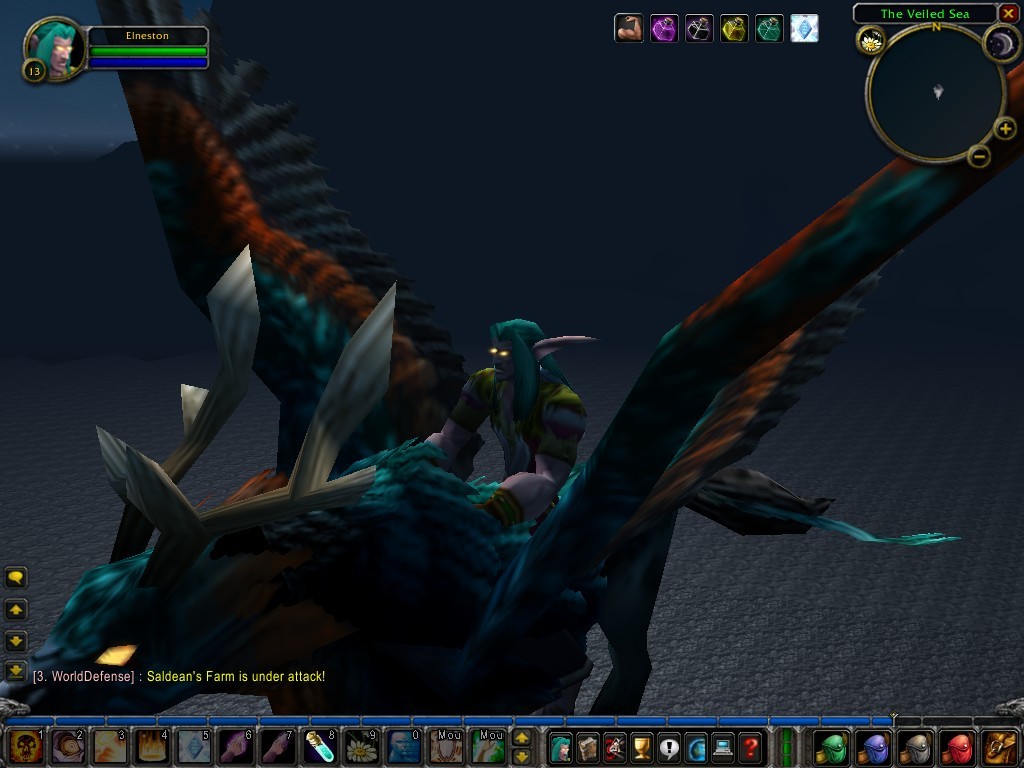 Elneston
13
The Veiled Sea
N
[3. WorldDefense] : Saldean's Farm is under attack!
1 2 3 4 5 6 7 8 9 0 Mou Mou
! ?